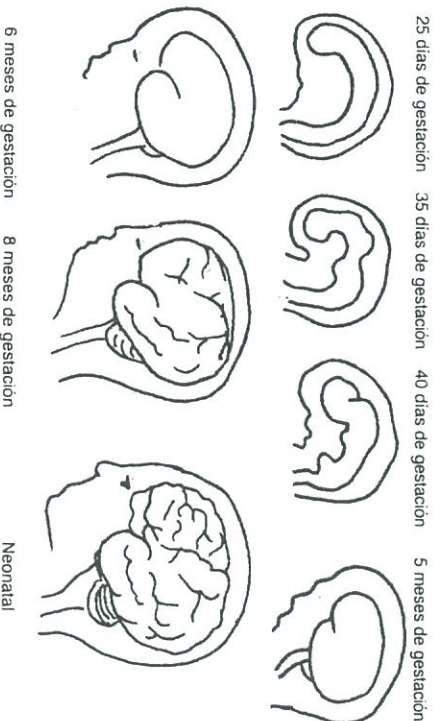 25 días de gestación
35 días de gestación
40 días de gestación
5 meses de gestación
6 meses de gestación
8 meses de gestación
Neonatal